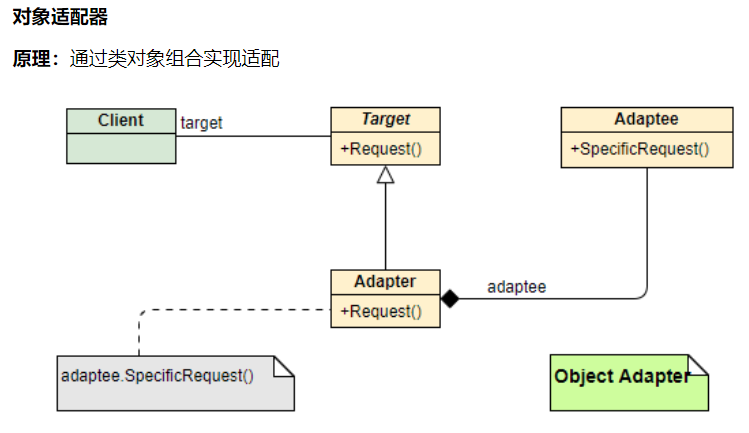 对象适配器
原理：通过类对象组合实现适配
Client
target
Target
+Request()
Adaptee
+SpecificRequest()
Adapter
+Request()
adaptee
adaptee.SpecificRequest()
Object Adapter